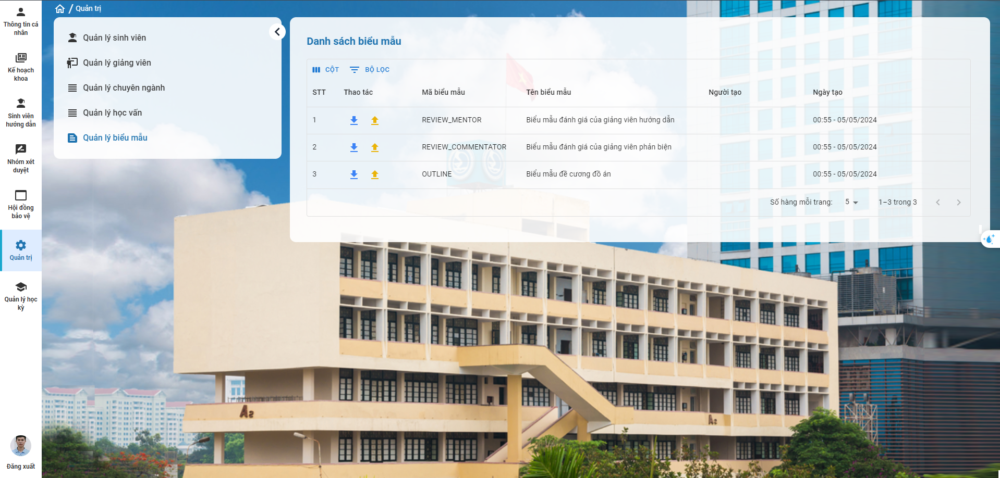 / Quản trị
Thông tin cá
nhân
Kế hoạch
khoa
Sinh viên
hướng dẫn
Nhóm xét
duyệt
Hội đồng
bảo vệ
Quản trị
Quản lý học
kỳ
Đăng xuất
Quản lý sinh viên
Quản lý giảng viên
Quản lý chuyên ngành
Quản lý học vấn
Quản lý biểu mẫu
Danh sách biểu mẫu
CỘT BỘ LỌC
STT Thao tác Mã biểu mẫu Tên biểu mẫu Người tạo Ngày tạo
1 REVIEW_MENTOR Biểu mẫu đánh giá của giảng viên hướng dẫn 00:55 - 05/05/2024
2 REVIEW_COMMENTATOR Biểu mẫu đánh giá của giảng viên phản biện 00:55 - 05/05/2024
3 OUTLINE Biểu mẫu đề cương đồ án 00:55 - 05/05/2024
Số hàng mỗi trang: 5 1–3 trong 3